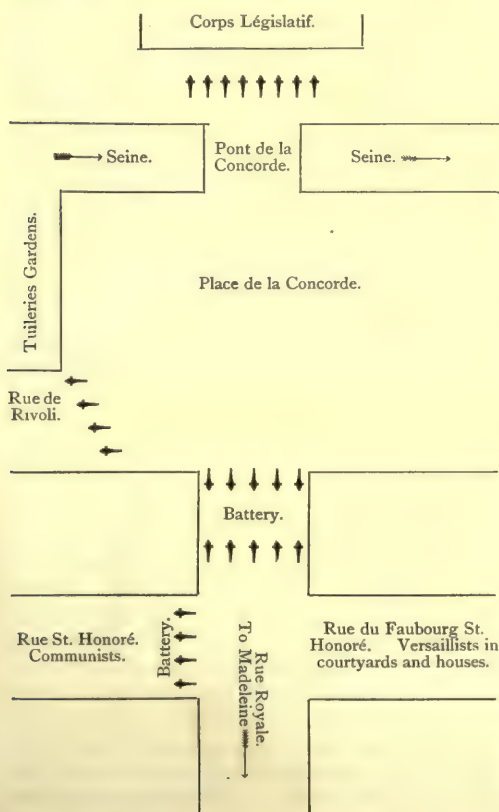 Corps Législatif.
Seine.
Pont de la
Concorde.
Seine.
Tuileries Gardens.
Place de la Concorde.
Rue de
Rivoli.
Battery.
Rue St. Honoré.
Communists.
Battery.
Rue Royale.
To Madeleine
Rue du Faubourg St.
Honoré. Versaillists in
courtyards and houses.